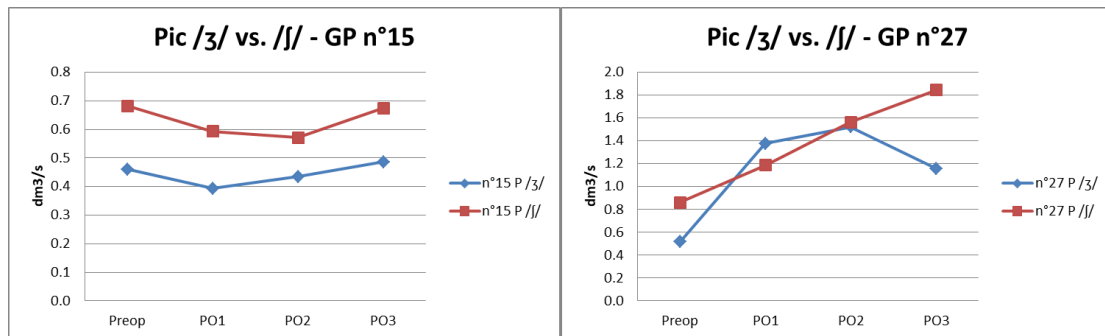 Pic /ʒ/ vs. /ʃ/ - GP n°15
0.8
0.7
0.6
0.5
0.4
0.3
0.2
0.1
0.0
dm3/s
Preop PO1 PO2 PO3
n°15 P /ʒ/
n°15 P /ʃ/
Pic /ʒ/ vs. /ʃ/ - GP n°27
2.0
1.8
1.6
1.4
1.2
1.0
0.8
0.6
0.4
0.2
0.0
dm3/s
Preop PO1 PO2 PO3
n°27 P /ʒ/
n°27 P /ʃ/